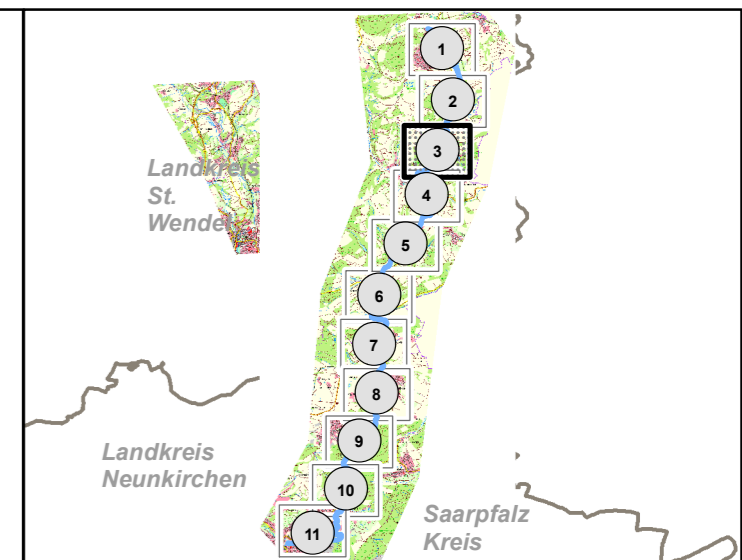 1
2
3
Landkreis
St.
Wendel
4
5
6
7
8
9
Landkreis
Neunkirchen
10
Saarpfalz
Kreis
11